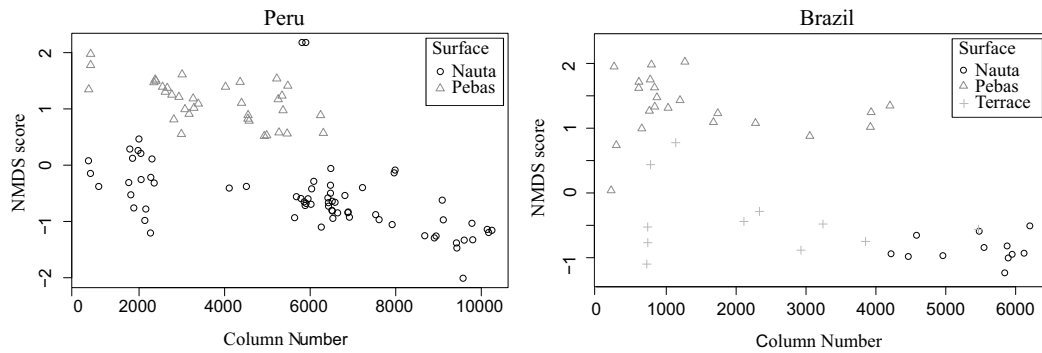 Peru
Surface
Nauta
Pebas
NMDS score
2
1
0
−1
−2
2000
4000
6000
8000
10000
Column Number
Brazil
Surface
Nauta
Pebas
Terrace
NMDS score
2
1
0
−1
0
1000
2000
3000
4000
5000
6000
Column Number